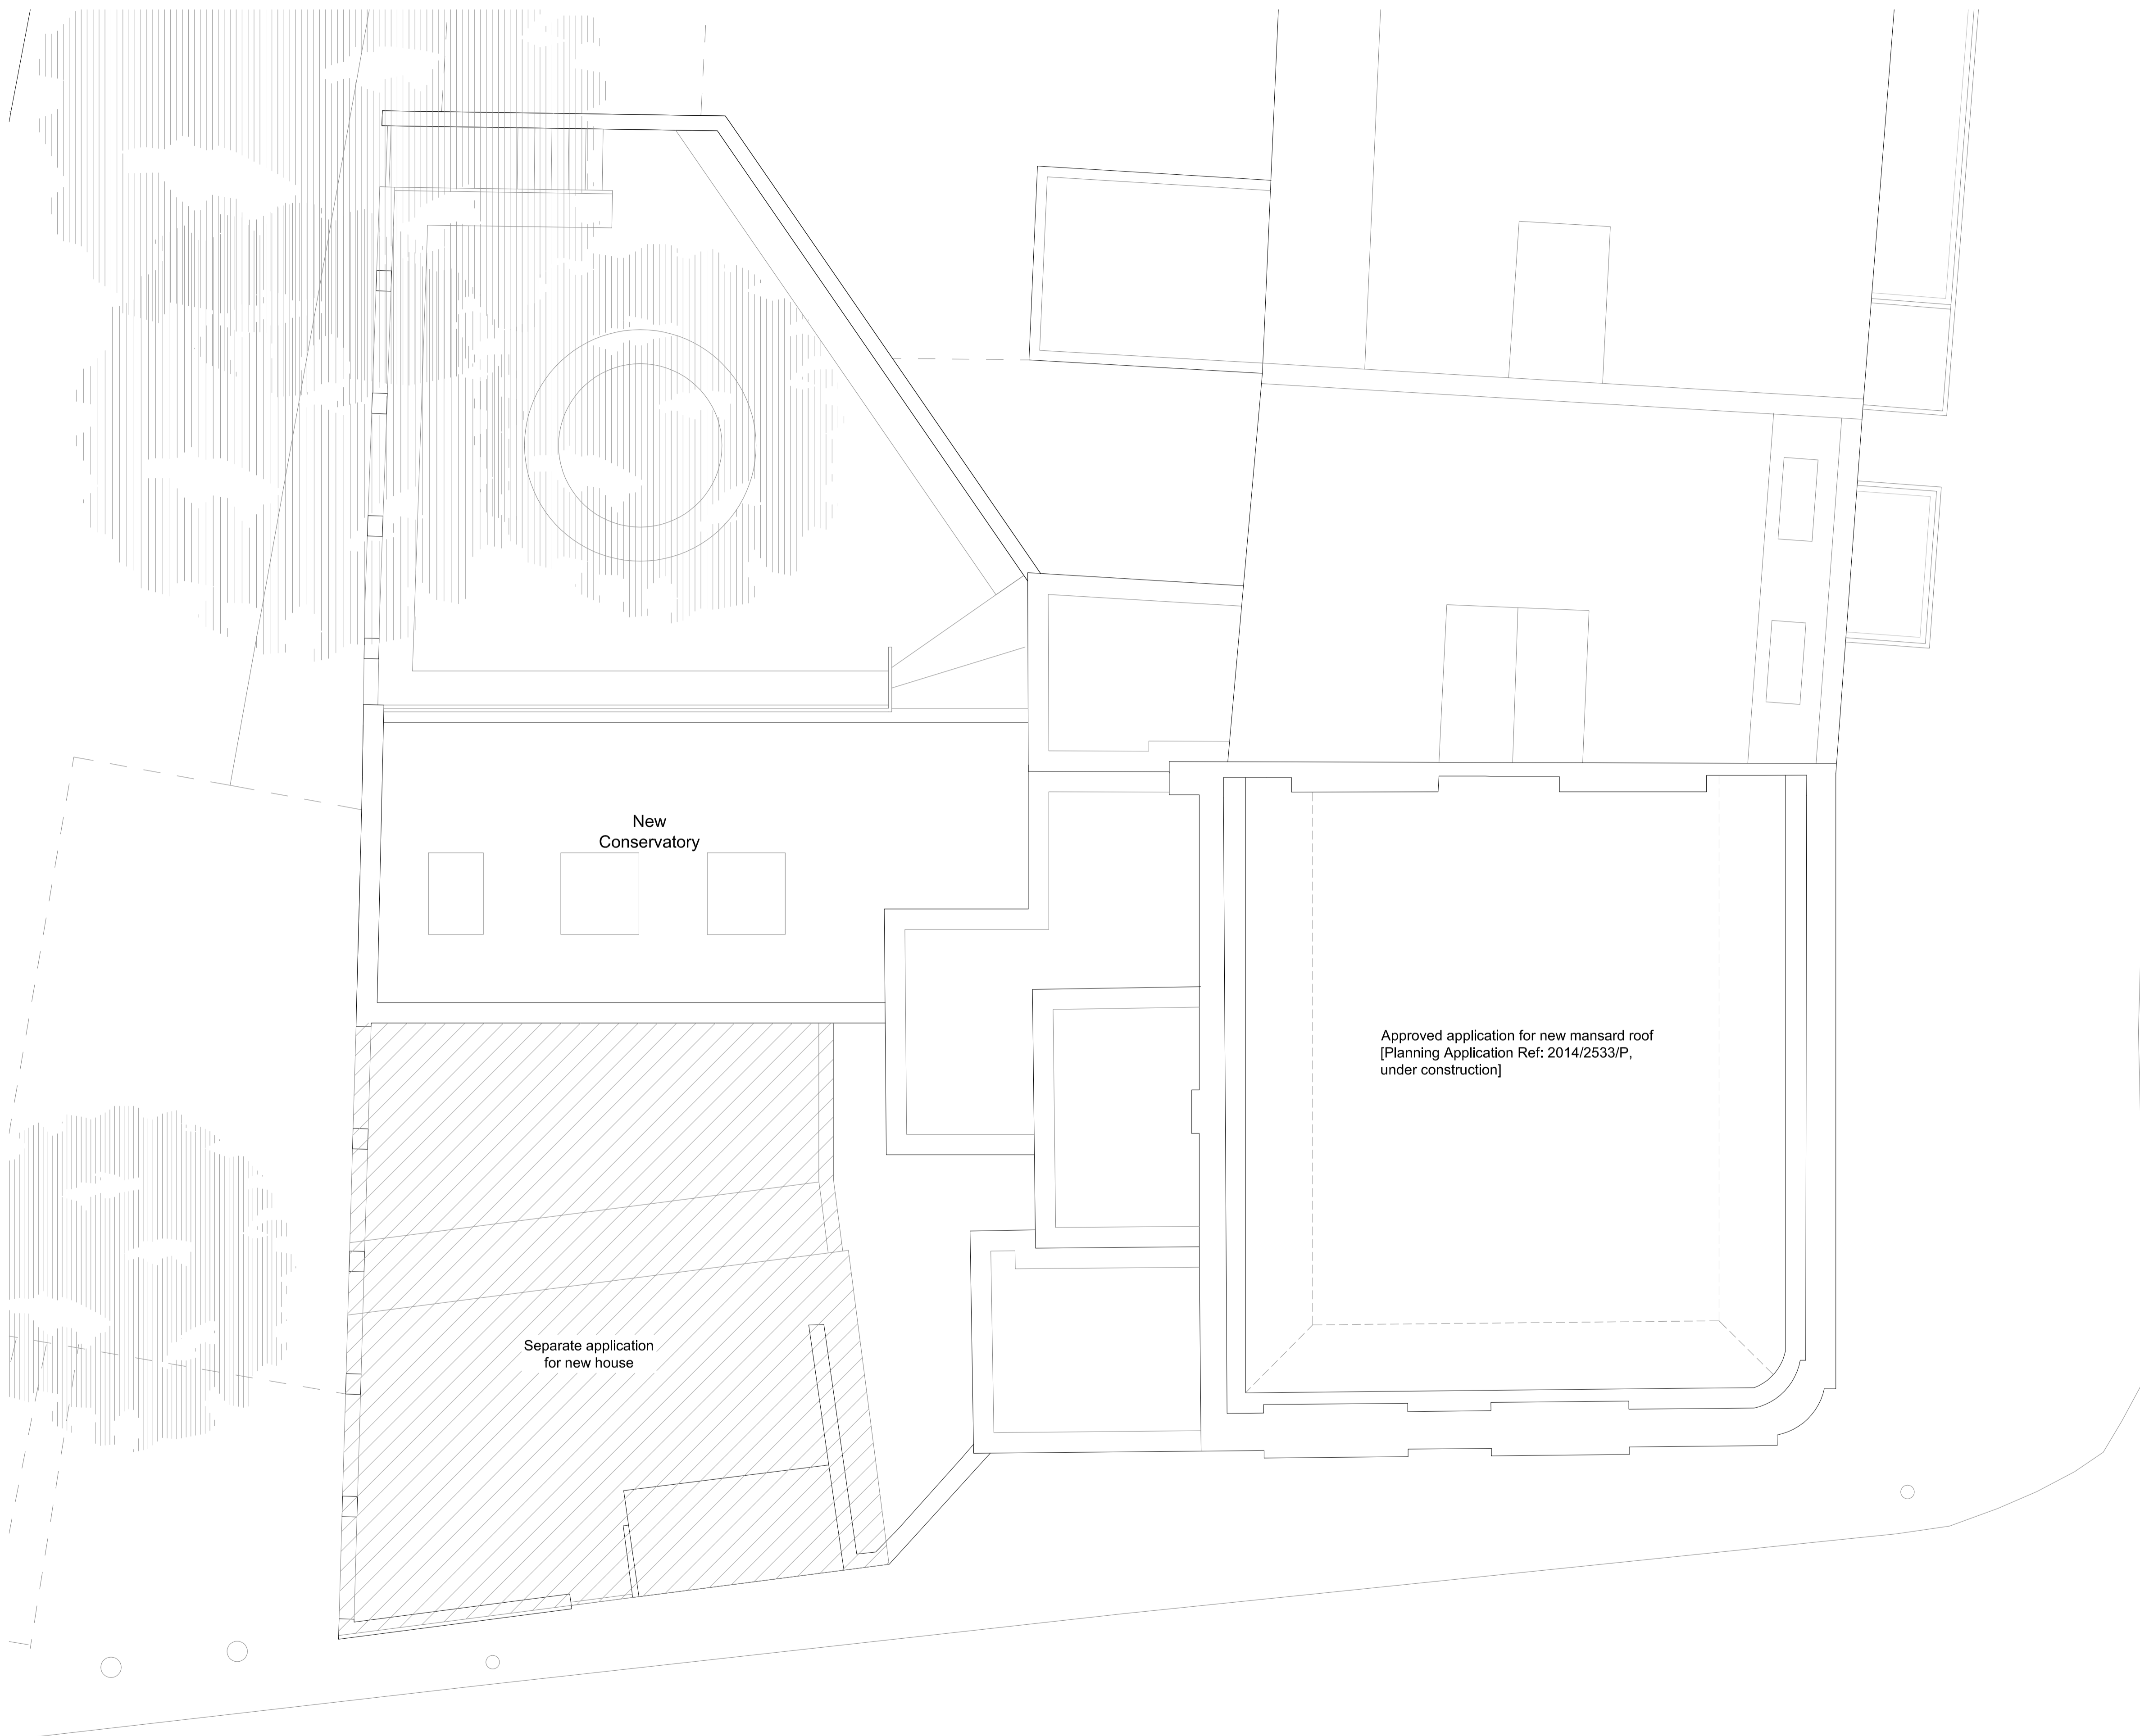 New
Conservatory
Approved application for new mansard roof
[Planning Application Ref: 2014/2533/P,
under construction]
Separate application
for new house